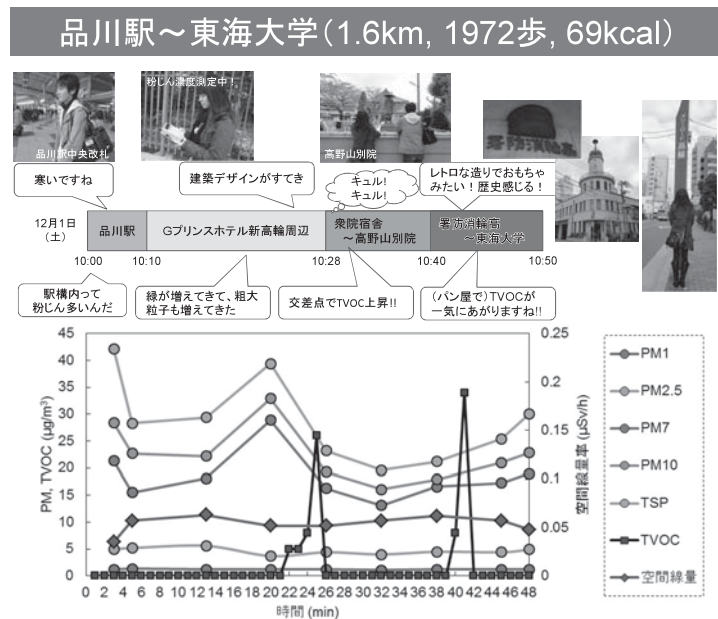 品川駅～東海大学（1.6km, 1972歩, 69kcal）
品川駅中央改札
粉じん濃度測定中！
高野山別院
署防消輪高
寒いですね
建築デザインがすてき
キュル！
キュル！
レトロな造りでおもちゃ
みたい！歴史感じる！
12月1日
（土）
品川駅
Gプリンスホテル新高輪周辺
衆院宿舎
～高野山別院
署防消輪高
～東海大学
10:00
10:10
10:28
10:40
10:50
駅構内って
粉じん多いんだ
緑が増えてきて、粗大
粒子も増えてきた
交差点でTVOC上昇!!
（パン屋で）TVOCが
一気にあがりますね!!
PM, TVOC (μg/m³)
45
40
35
30
25
20
15
10
5
0
0 2 4 6 8 10 12 14 16 18 20 22 24 26 28 30 32 34 36 38 40 42 44 46 48
時間 (min)
0.25
0.2
0.15
0.1
0.05
0
空間線量率 (μSv/h)
PM1
PM2.5
PM7
PM10
TSP
TVOC
空間線量